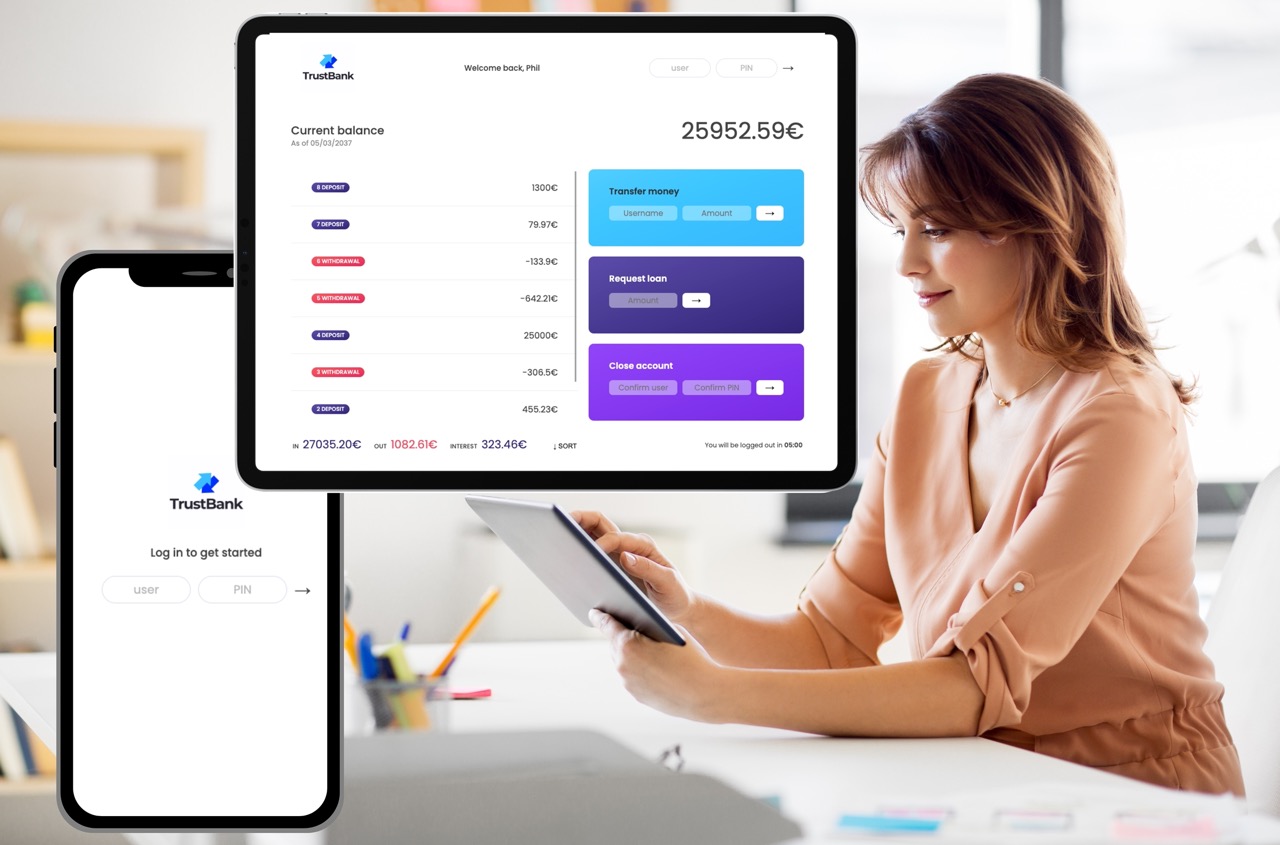 TrustBank
Welcome back, Phil
user
PIN
→
Current balance
As of 05/03/2037
25952.59€
8 DEPOSIT
1300€
7 DEPOSIT
79.97€
6 WITHDRAWAL
-133.9€
5 WITHDRAWAL
-642.21€
4 DEPOSIT
25000€
3 WITHDRAWAL
-306.5€
2 DEPOSIT
455.23€
Transfer money
Username
Amount
→
Request loan
Amount
→
Close account
Confirm user
Confirm PIN
→
IN 27035.20€ OUT 1082.61€ INTEREST 323.46€ ↓ SORT
You will be logged out in 05:00
TrustBank
Log in to get started
user
PIN
→